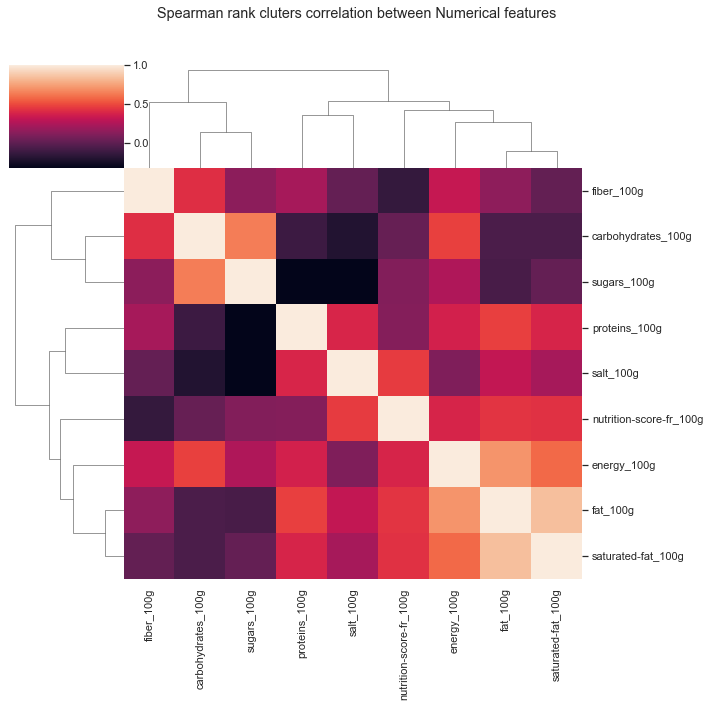 Spearman rank cluters correlation between Numerical features
1.0
0.5
0.0
fiber_100g
carbohydrates_100g
sugars_100g
proteins_100g
salt_100g
nutrition-score-fr_100g
energy_100g
fat_100g
saturated-fat_100g
fiber_100g
carbohydrates_100g
sugars_100g
proteins_100g
salt_100g
nutrition-score-fr_100g
energy_100g
fat_100g
saturated-fat_100g